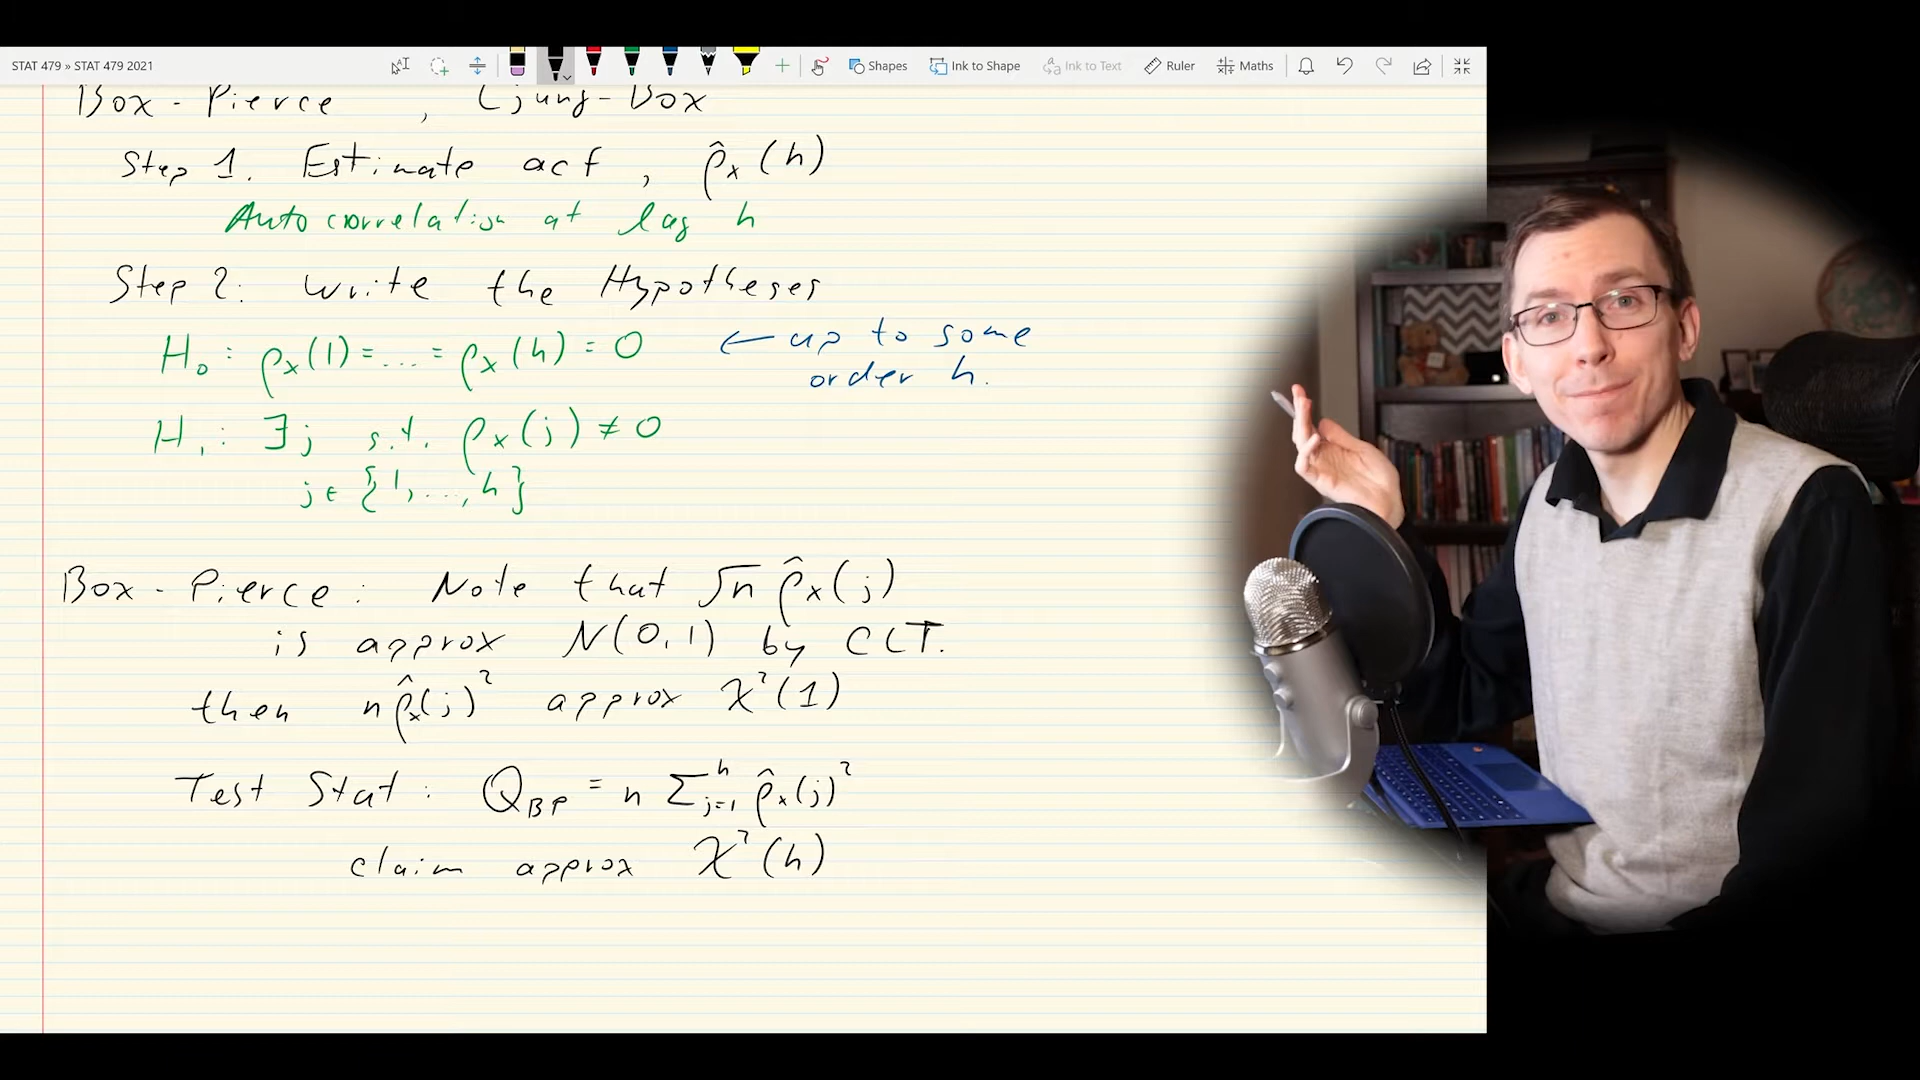 STAT 479 » STAT 479 2021
Shapes Ink to Shape Ink to Text Ruler Maths
Box - Pierce , Ljung-Box
Step 1. Estimate acf , ρ̂ₓ(h)
Autocorrelation at lag h
Step 2: Write the Hypotheses
H₀ : ρₓ(1) = ... = ρₓ(h) = 0 ← up to some
order h.
H₁ : ∃ j s.t. ρₓ(j) ≠ 0
j ∈ {1, ..., h}
Box - Pierce : Note that √n ρ̂ₓ(j)
is approx N(0,1) by CLT.
then n ρ̂ₓ(j)² approx χ²(1)
Test Stat : Q_BP = n Σ_{j=1}^h ρ̂ₓ(j)²
claim approx χ²(h)